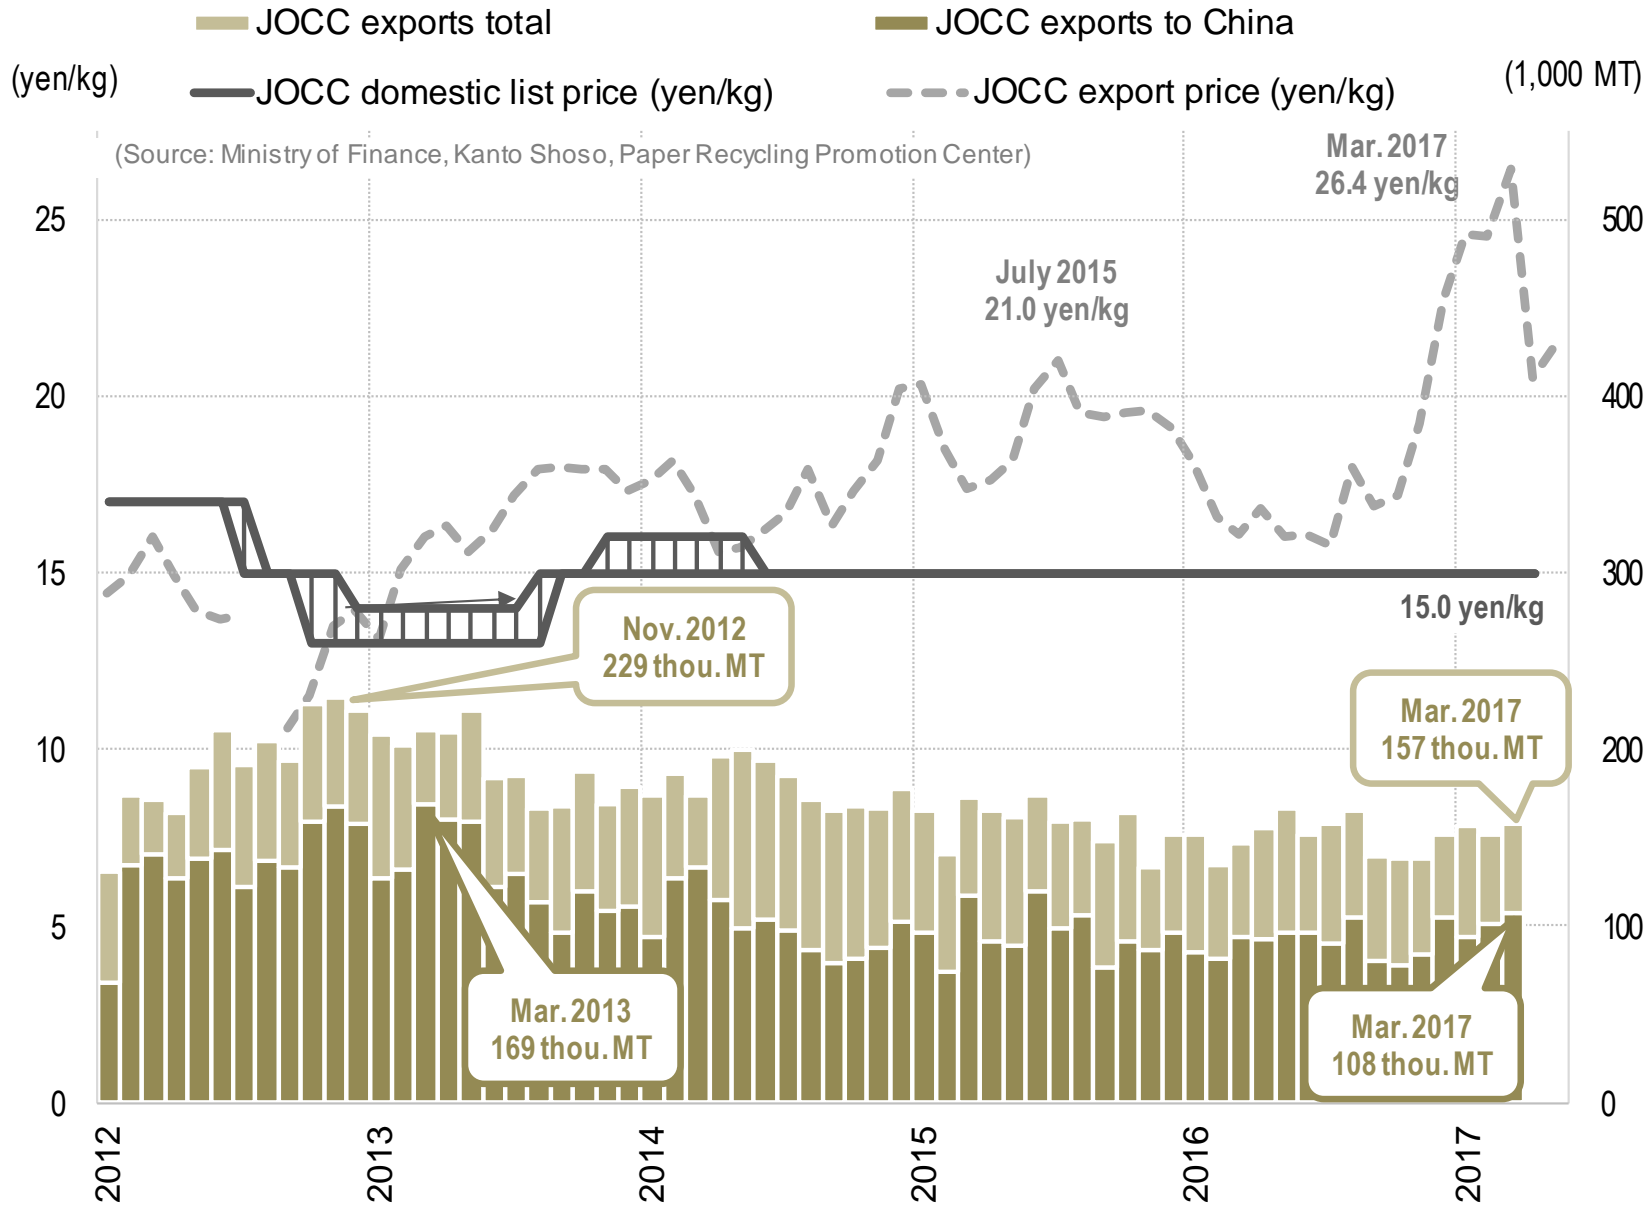 JOCC exports total
JOCC exports to China
(yen/kg)
JOCC domestic list price (yen/kg)
JOCC export price (yen/kg)
(1,000 MT)
(Source: Ministry of Finance, Kanto Shoso, Paper Recycling Promotion Center)
Mar. 2017
26.4 yen/kg
25
500
July 2015
21.0 yen/kg
20
400
15
300
15.0 yen/kg
Nov. 2012
229 thou. MT
Mar. 2017
157 thou. MT
10
200
5
100
Mar. 2013
169 thou. MT
Mar. 2017
108 thou. MT
0
0
2012
2013
2014
2015
2016
2017